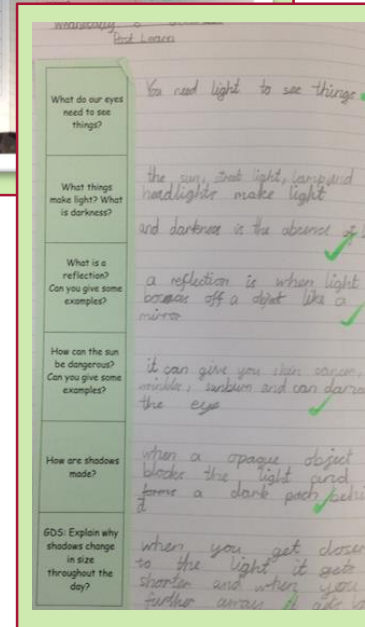 Post Learn
What do our eyes
need to see
things?
You need light to see things
What things
make light? What
is darkness?
the sun, street light, lamp and
headlights make light
and darkness is the absence of
What is a
reflection?
Can you give some
examples?
a reflection is when light
off a object like a
mirror
How can the sun
be dangerous?
Can you give some
examples?
it can give you skin cancer,
wrinkle, sunburn and can
the eye
How are shadows
made?
when a opaque object
blocks the light and
a dark pach
GDS: Explain why
shadows change
in size
throughout the
day?
when you get closer
to the light it gets
shorter and when you
further away it gets